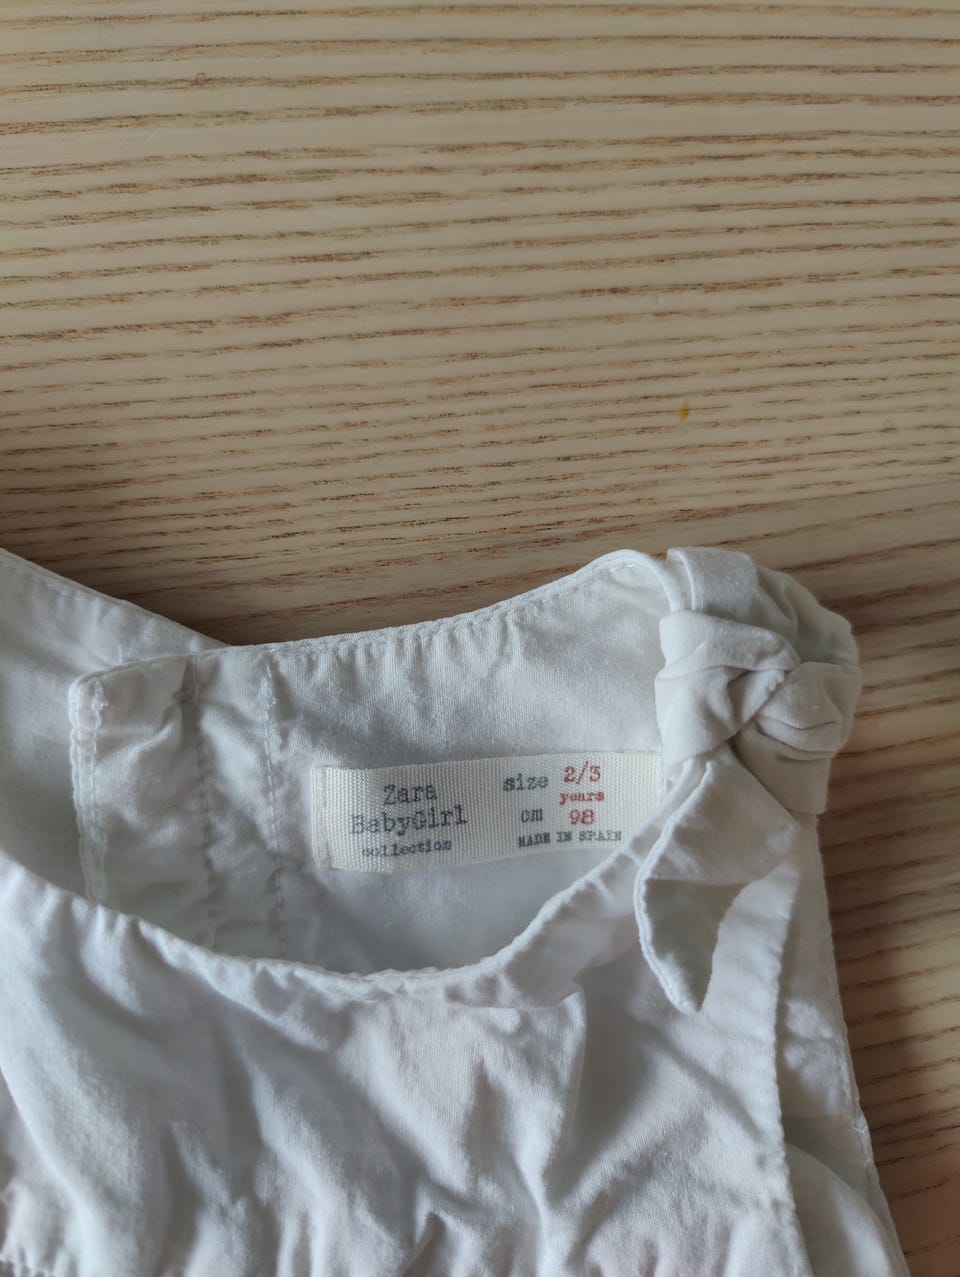 Zara
BabyGirl
collection
size 2/3
years
cm 98
MADE IN SPAIN